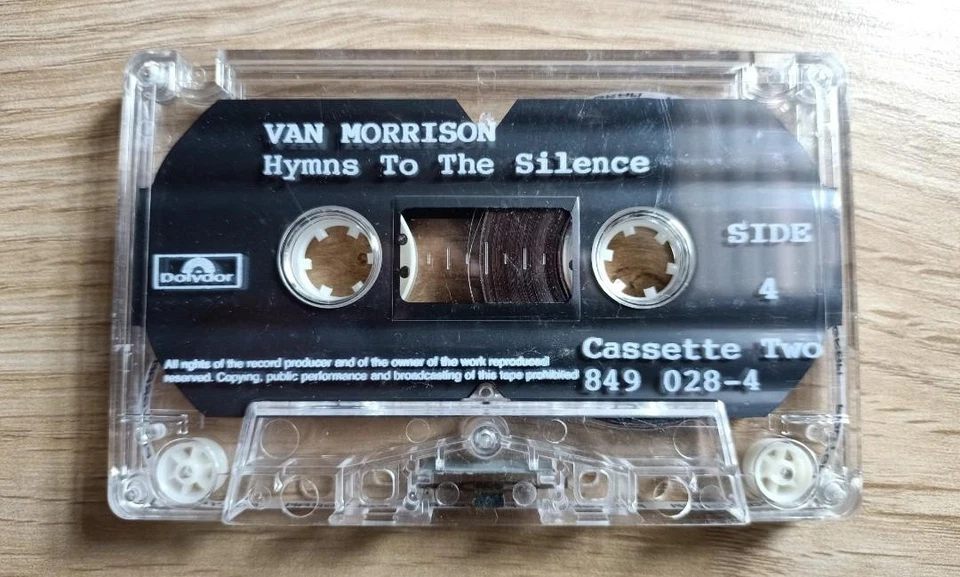 VAN MORRISON
Hymns To The Silence
SIDE
4
Polydor
Cassette Two
849 028-4
All rights of the record producer and of the owner of the work reproduced
reserved. Copying, public performance and broadcasting of this tape prohibited